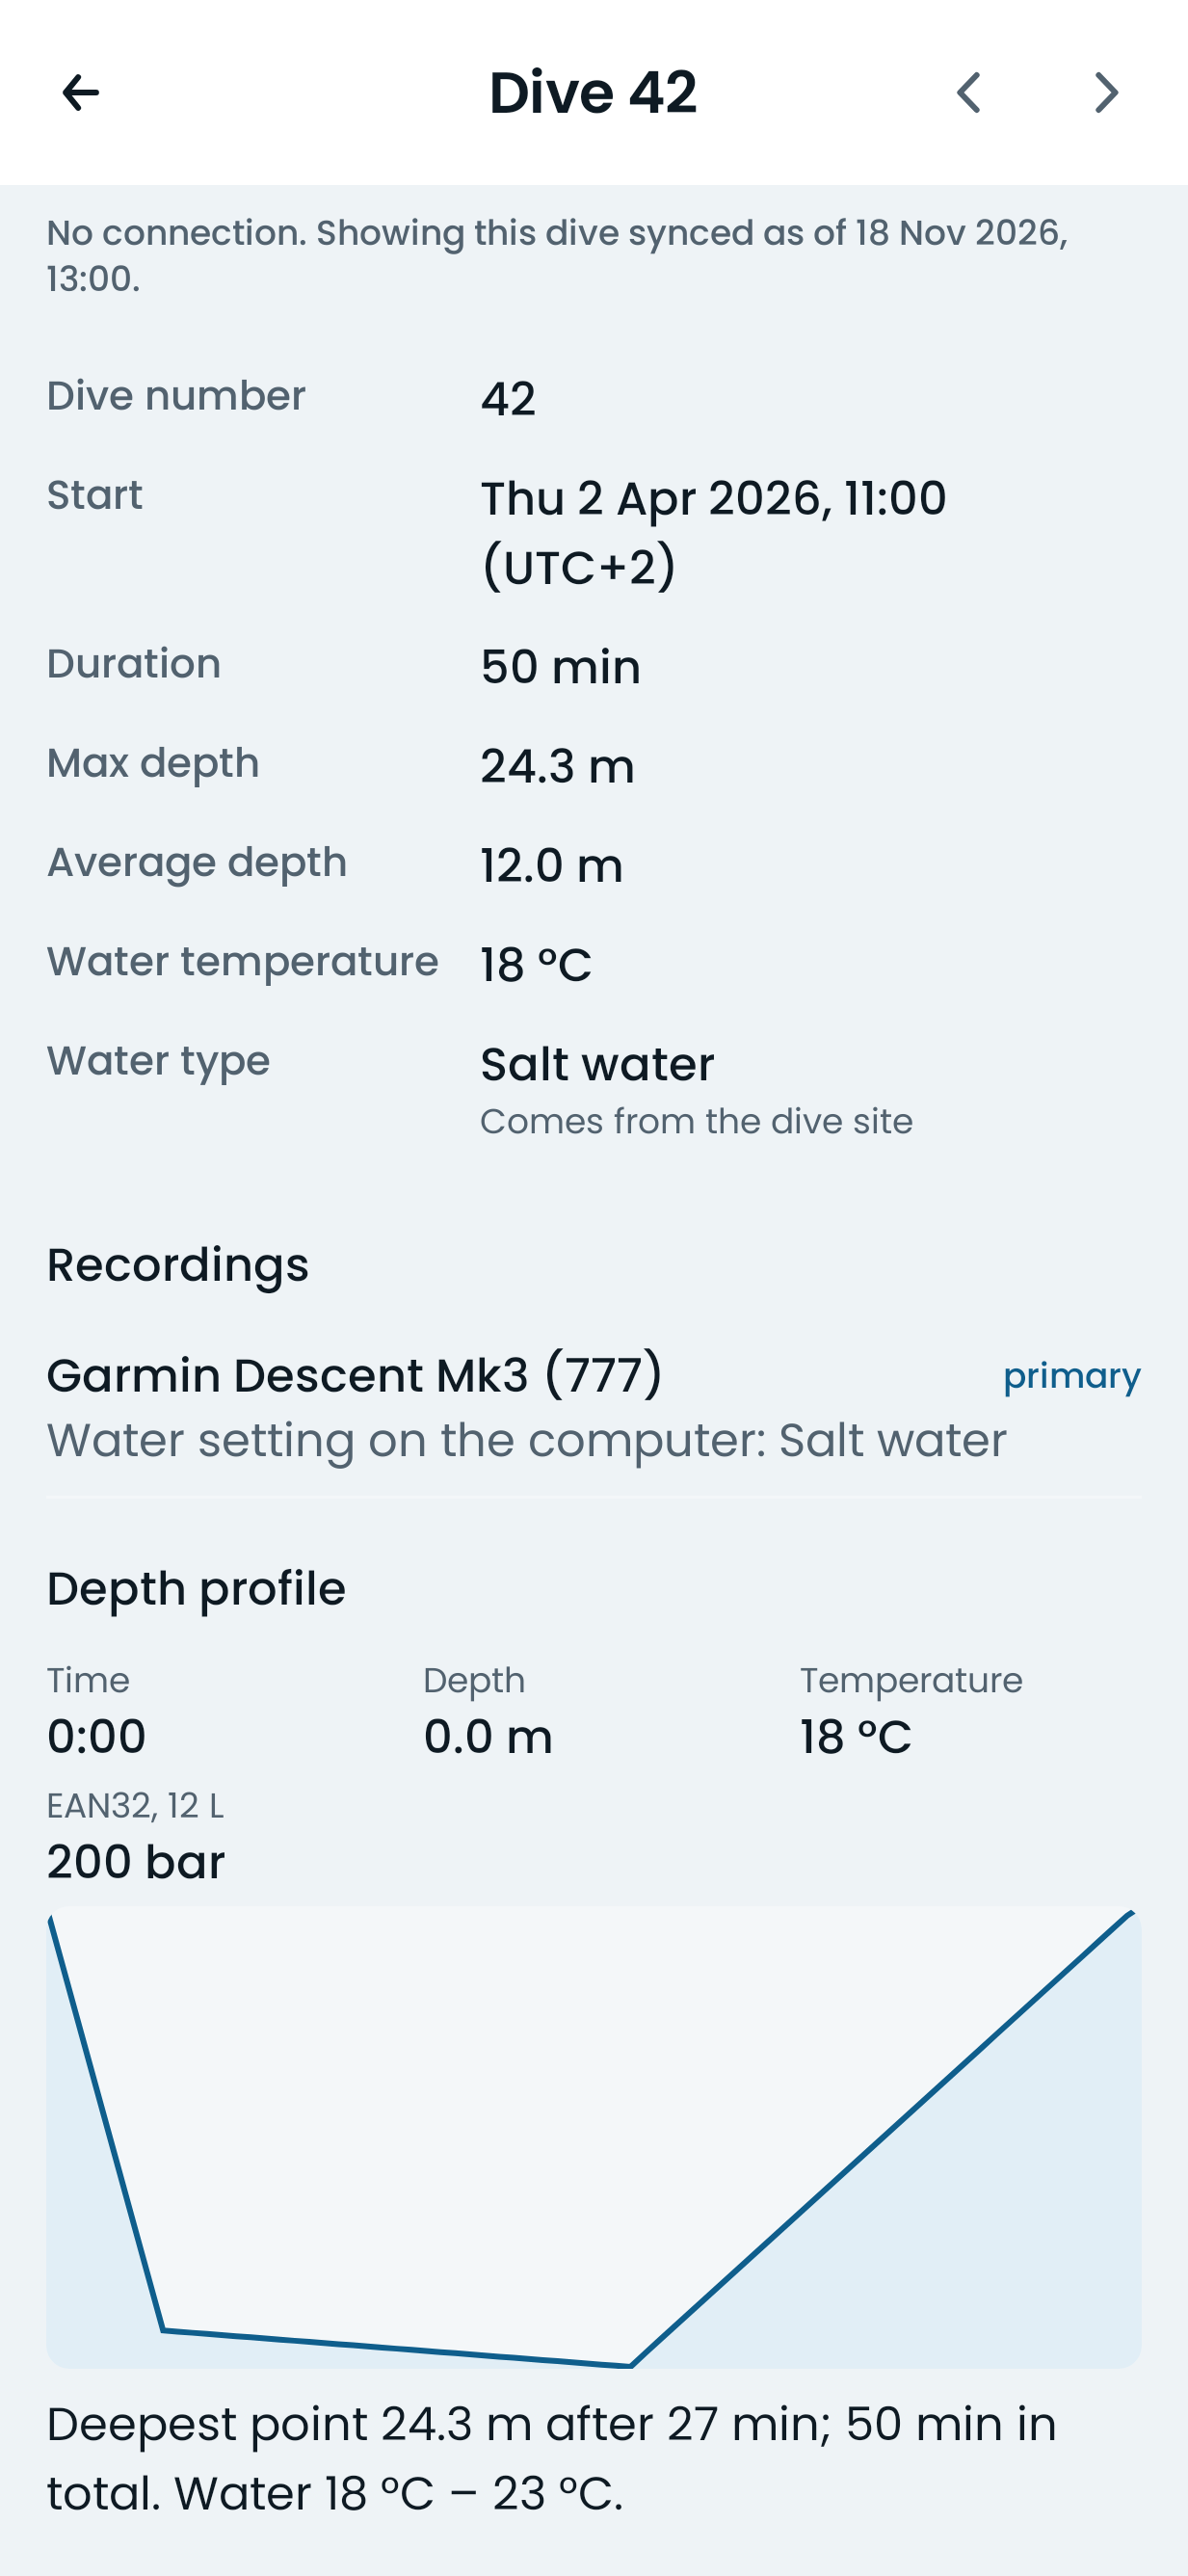 Dive 42
No connection. Showing this dive synced as of 18 Nov 2026,
13:00.
Dive number 42
Start Thu 2 Apr 2026, 11:00
(UTC+2)
Duration 50 min
Max depth 24.3 m
Average depth 12.0 m
Water temperature 18 °C
Water type Salt water
Comes from the dive site
Recordings
Garmin Descent Mk3 (777) primary
Water setting on the computer: Salt water
Depth profile
Time Depth Temperature
0:00 0.0 m 18 °C
EAN32, 12 L
200 bar
Deepest point 24.3 m after 27 min; 50 min in
total. Water 18 °C – 23 °C.